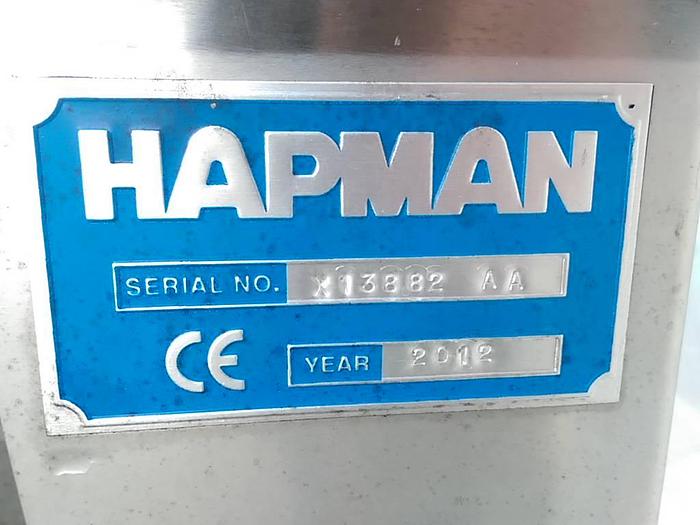 HAPMAN
SERIAL NO. X13882 AA
CE
YEAR 2012